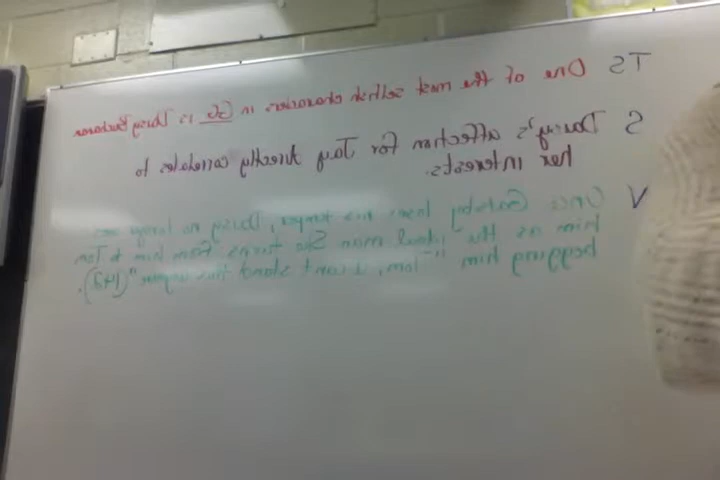 TS One of the most selfish characters in GG is Daisy Buchanan
S Daisy's affection for Jay directly correlates to
her interests.
V Once Gatsby loses his temper, Daisy no longer
him as the ideal man She turns from him to Tom
begging him "Tom, I can't stand this anymore" (143).